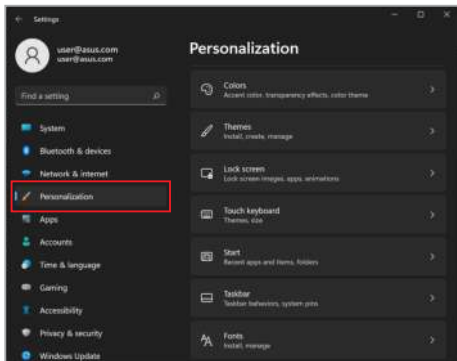 Settings
user@asus.com
user@asus.com
Find a setting
System
Bluetooth & devices
Network & internet
Personalization
Apps
Accounts
Time & language
Gaming
Accessibility
Privacy & security
Windows Update
Personalization
Colors
Accent color, transparency effects, color theme
Themes
Install, create, manage
Lock screen
Lock screen images, apps, animations
Touch keyboard
Themes, size
Start
Recent apps and items, folders
Taskbar
Taskbar behaviors, system pins
Fonts
Install, manage